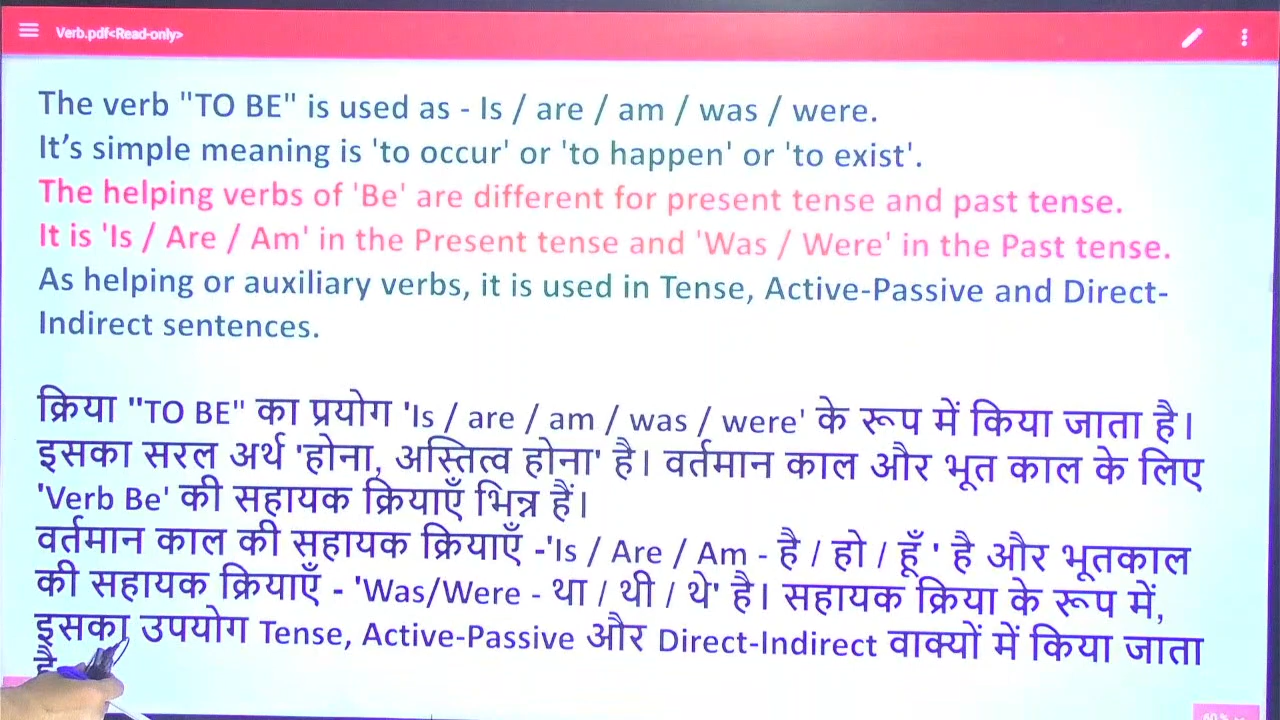 Verb.pdf<Read-only>
The verb "TO BE" is used as - Is / are / am / was / were.
It's simple meaning is 'to occur' or 'to happen' or 'to exist'.
The helping verbs of 'Be' are different for present tense and past tense.
It is 'Is / Are / Am' in the Present tense and 'Was / Were' in the Past tense.
As helping or auxiliary verbs, it is used in Tense, Active-Passive and Direct-
Indirect sentences.
क्रिया "TO BE" का प्रयोग 'Is / are / am / was / were' के रूप में किया जाता है।
इसका सरल अर्थ 'होना, अस्तित्व होना' है। वर्तमान काल और भूत काल के लिए
'Verb Be' की सहायक क्रियाएँ भिन्न हैं।
वर्तमान काल की सहायक क्रियाएँ -'Is / Are / Am - है / हो / हूँ ' है और भूतकाल
की सहायक क्रियाएँ - 'Was/Were - था / थी / थे' है। सहायक क्रिया के रूप में,
इसका उपयोग Tense, Active-Passive और Direct-Indirect वाक्यों में किया जाता